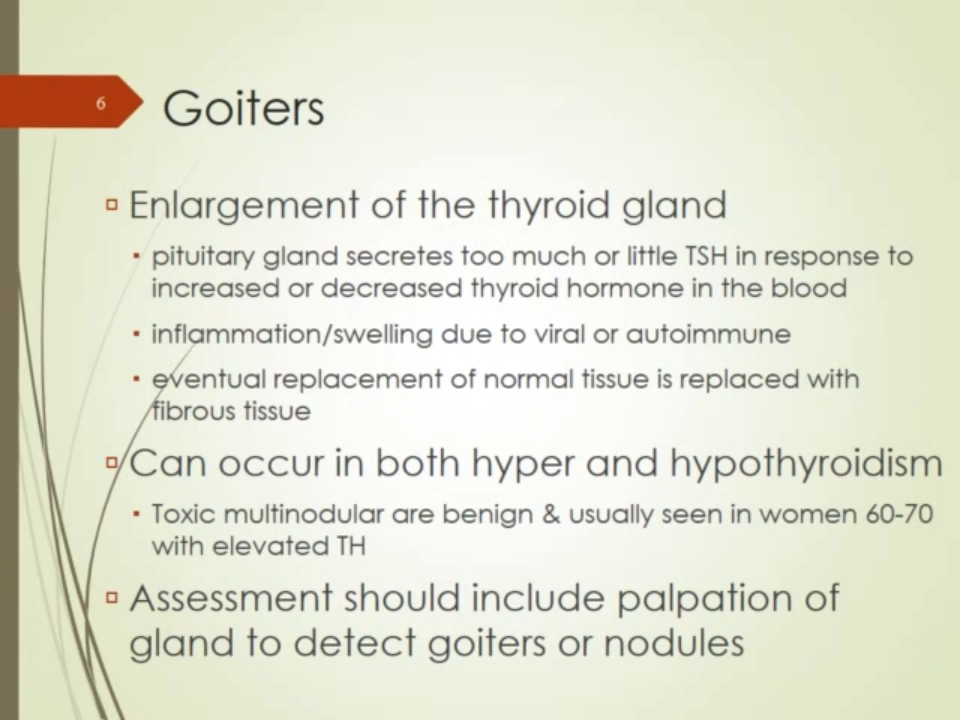 6
Goiters
Enlargement of the thyroid gland
pituitary gland secretes too much or little TSH in response to
increased or decreased thyroid hormone in the blood
inflammation/swelling due to viral or autoimmune
eventual replacement of normal tissue is replaced with
fibrous tissue
Can occur in both hyper and hypothyroidism
Toxic multinodular are benign & usually seen in women 60-70
with elevated TH
Assessment should include palpation of
gland to detect goiters or nodules